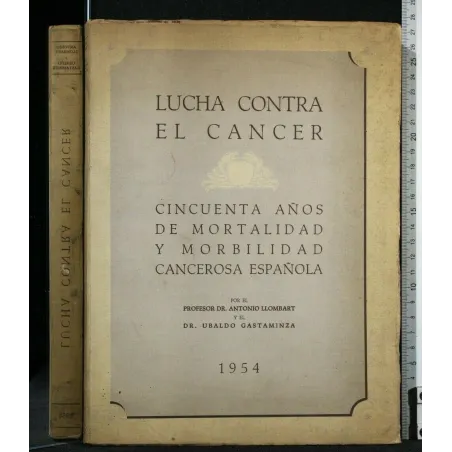 LUCHA CONTRA
EL CANCER
CINCUENTA AÑOS
DE MORTALIDAD
Y MORBILIDAD
CANCEROSA ESPAÑOLA
POR EL
PROFESOR DR. ANTONIO LLOMBART
Y EL
DR. UBALDO GASTAMINZA
1954
LUCHA CONTRA EL CANCER